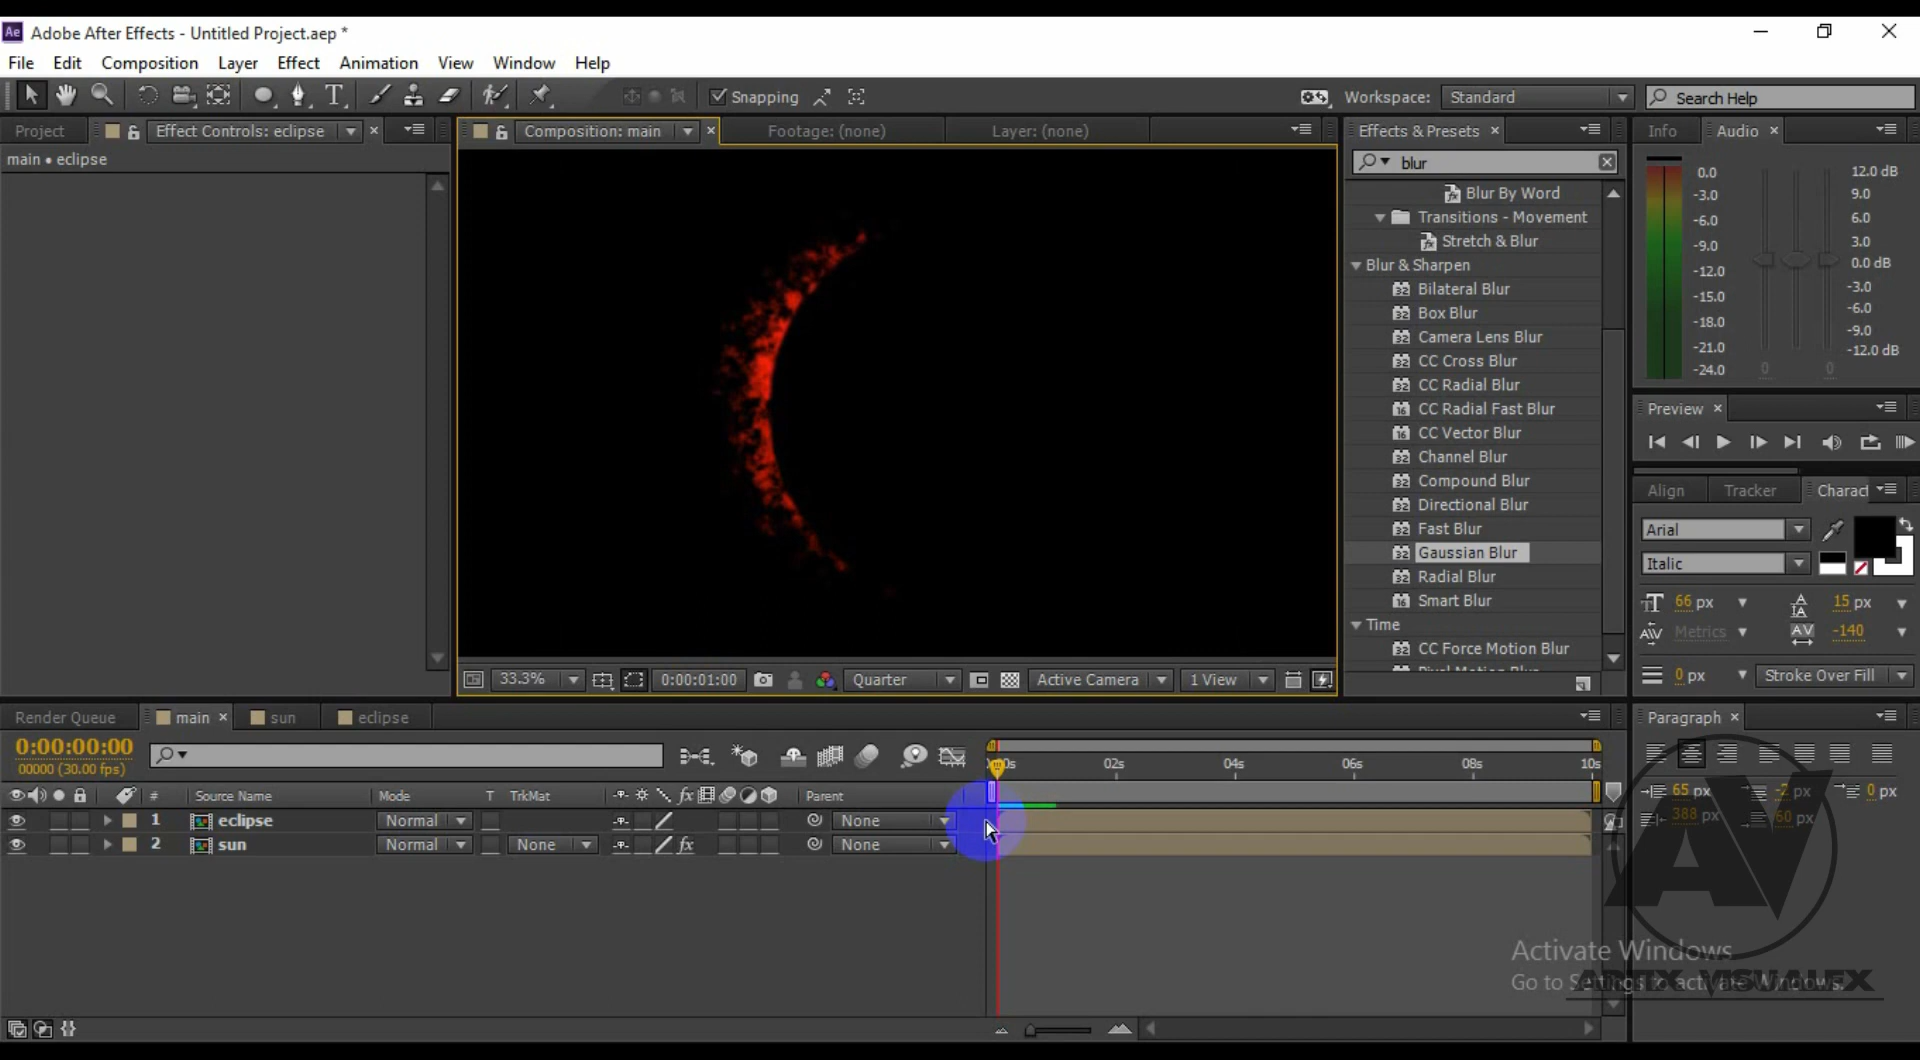 Ae Adobe After Effects - Untitled Project.aep *
File Edit Composition Layer Effect Animation View Window Help
T Snapping Workspace: Standard Search Help
Project Effect Controls: eclipse × Composition: main × Footage: (none) Layer: (none) Effects & Presets × Info Audio ×
main • eclipse
blur
Blur By Word
Transitions - Movement
Stretch & Blur
Blur & Sharpen
Bilateral Blur
Box Blur
Camera Lens Blur
CC Cross Blur
CC Radial Blur
CC Radial Fast Blur
CC Vector Blur
Channel Blur
Compound Blur
Directional Blur
Fast Blur
Gaussian Blur
Radial Blur
Smart Blur
Time
CC Force Motion Blur
0.0
-3.0
-6.0
-9.0
-12.0
-15.0
-18.0
-21.0
-24.0
12.0 dB
9.0
6.0
3.0
0.0 dB
-3.0
-6.0
-9.0
-12.0 dB
0 0
Preview ×
Align Tracker Charact
Arial
Italic
66 px 15 px
Metrics -140
0 px Stroke Over Fill
33.3% 0:00:01:00 Quarter Active Camera 1 View
Render Queue main × sun eclipse
0:00:00:00
00000 (30.00 fps)
02s 04s 06s 08s 10s
# Source Name Mode T TrkMat fx Parent
1 eclipse Normal None
2 sun Normal None fx None
Paragraph ×
65 px -2 px 0 px
388 px 60 px
AV
Activate Windows
Go to Settings to activate Windows.
ARTIX VISUALEX